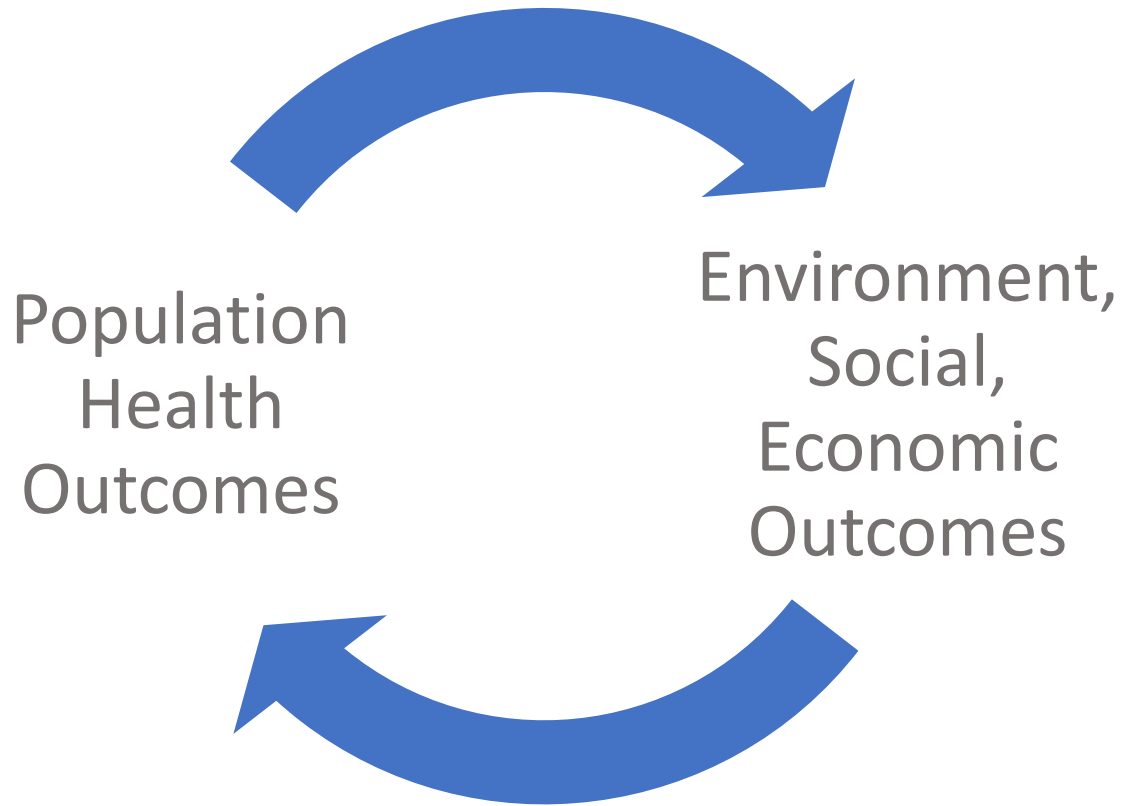 Population
Health
Outcomes
Environment,
Social,
Economic
Outcomes